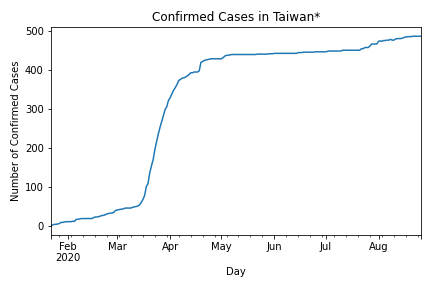 Confirmed Cases in Taiwan*
Number of Confirmed Cases
500
400
300
200
100
0
Feb Mar Apr May Jun Jul Aug
2020
Day